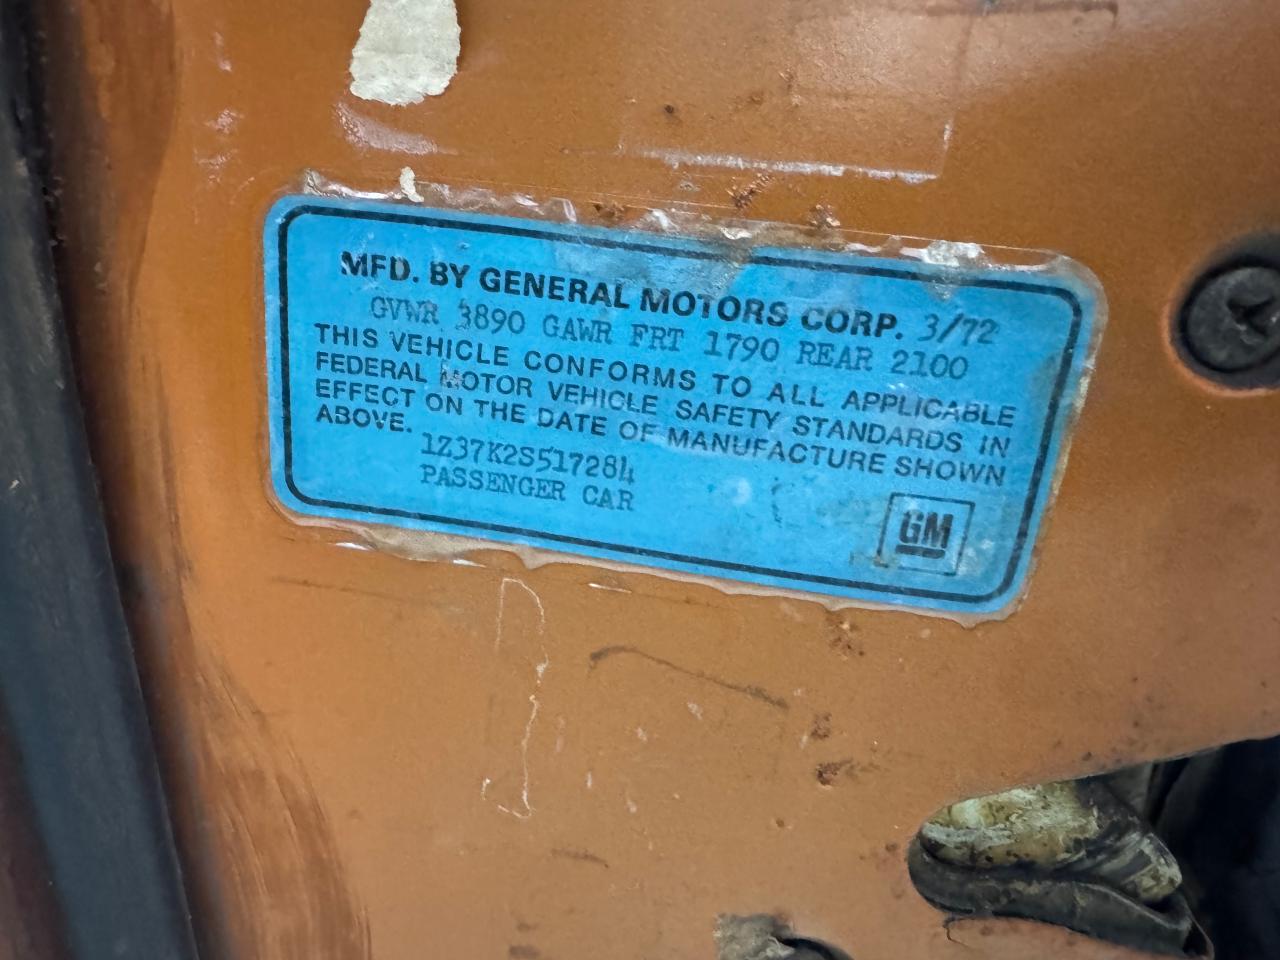 MFD. BY GENERAL MOTORS CORP. 3/72
GVWR 3890 GAWR FRT 1790 REAR 2100
THIS VEHICLE CONFORMS TO ALL APPLICABLE
FEDERAL MOTOR VEHICLE SAFETY STANDARDS IN
EFFECT ON THE DATE OF MANUFACTURE SHOWN
ABOVE.
1Z37K2S517284
PASSENGER CAR
GM